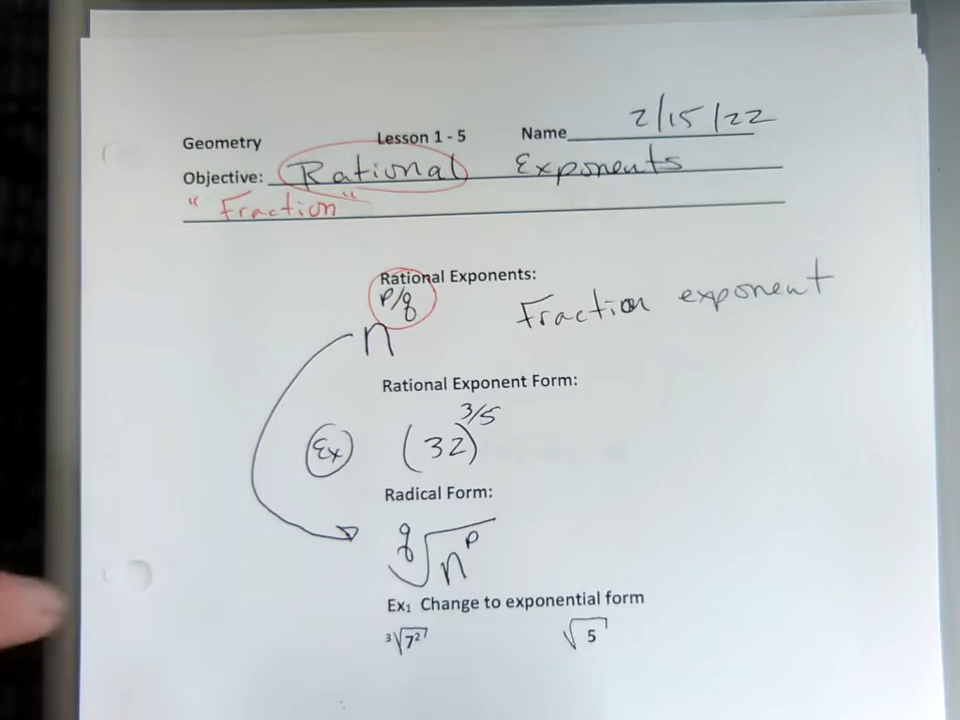 Geometry Lesson 1 - 5 Name 2/15/22
Objective: Rational Exponents
"Fraction"
Rational Exponents:
n^p/q Fraction exponent
Rational Exponent Form:
Ex (32)^3/5
Radical Form:
q√n^p
Ex₁ Change to exponential form
³√7² √5